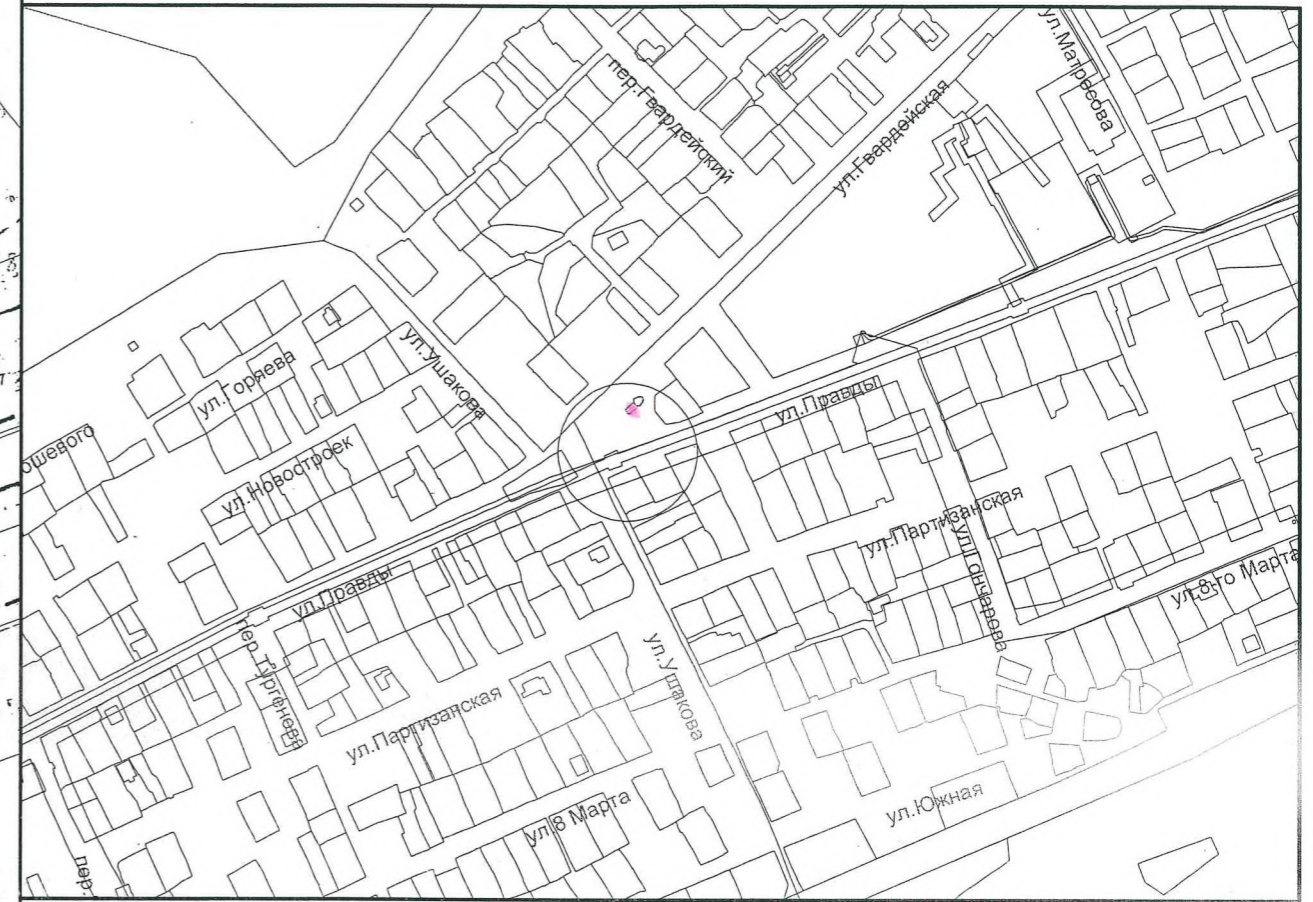 ул.Матросова
пер.Гвардейский
ул.Гвардейская
ул.Ушакова
ул.Горяева
ул.Правды
ошевого
ул.Новостроек
ул.Партизанская
ул.Гончарова
ул.8-го Марта
ул.Правды
пер.Тургенева
ул.Ушакова
ул.Партизанская
ул.Южная
ул.8 Марта
пер.